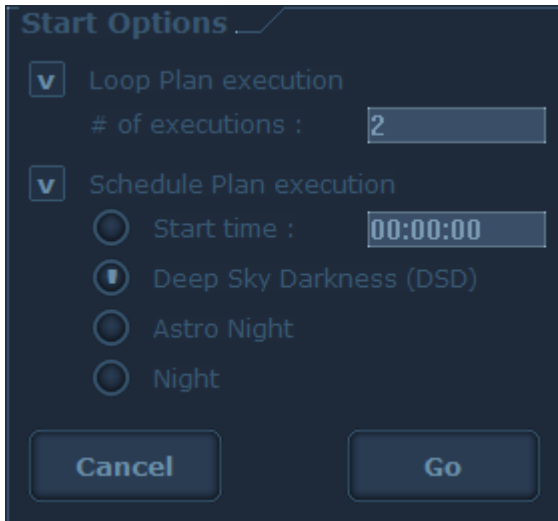 Start Options
v Loop Plan execution
# of executions : 2
v Schedule Plan execution
Start time : 00:00:00
Deep Sky Darkness (DSD)
Astro Night
Night
Cancel Go